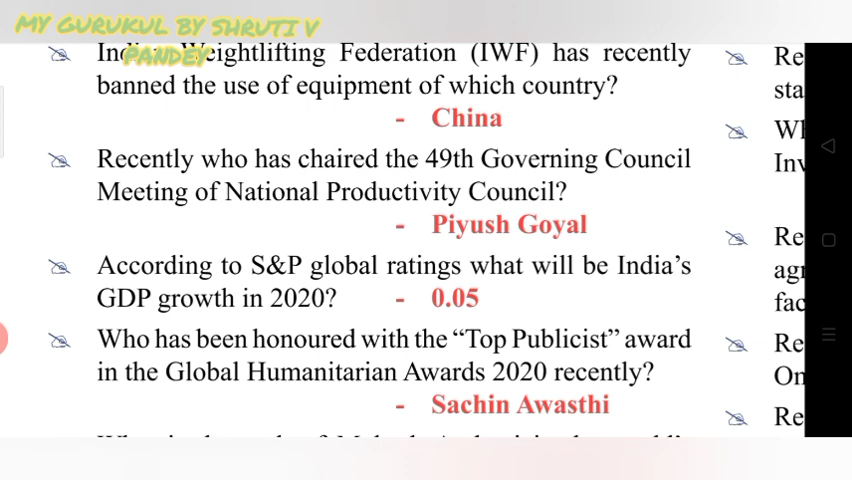 MY GURUKUL BY SHRUTI V
PANDEY
Indian Weightlifting Federation (IWF) has recently
banned the use of equipment of which country?
- China
Recently who has chaired the 49th Governing Council
Meeting of National Productivity Council?
- Piyush Goyal
According to S&P global ratings what will be India's
GDP growth in 2020? - 0.05
Who has been honoured with the “Top Publicist” award
in the Global Humanitarian Awards 2020 recently?
- Sachin Awasthi
Re
sta
Inv
Re
agr
fac
Re
On
Re